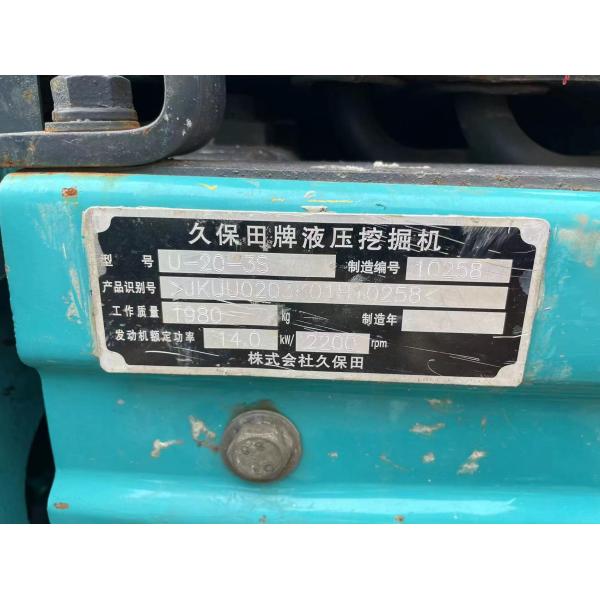 久保田牌液压挖掘机
型 号 U-20-3S 制造编号 10258
产品识别号
工作质量 1980 kg 制造年
发动机额定功率 14.0 kW/ 2200 rpm
株式会社久保田